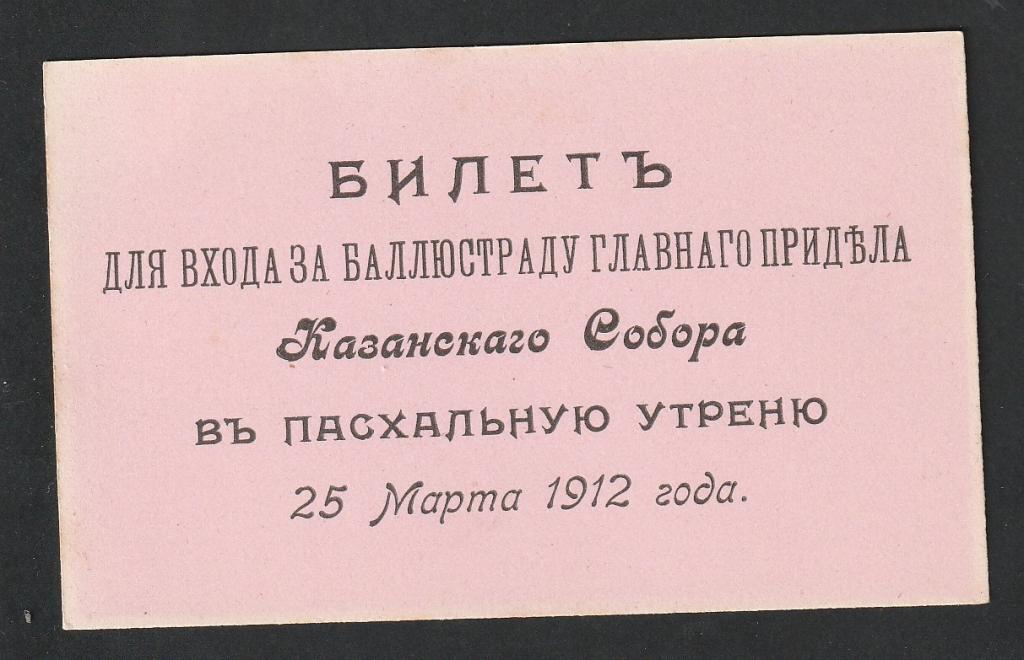 БИЛЕТЪ
ДЛЯ ВХОДА ЗА БАЛЛЮСТРАДУ ГЛАВНАГО ПРИДѢЛА
Казанскаго Собора
ВЪ ПАСХАЛЬНУЮ УТРЕНЮ
25 Марта 1912 года.